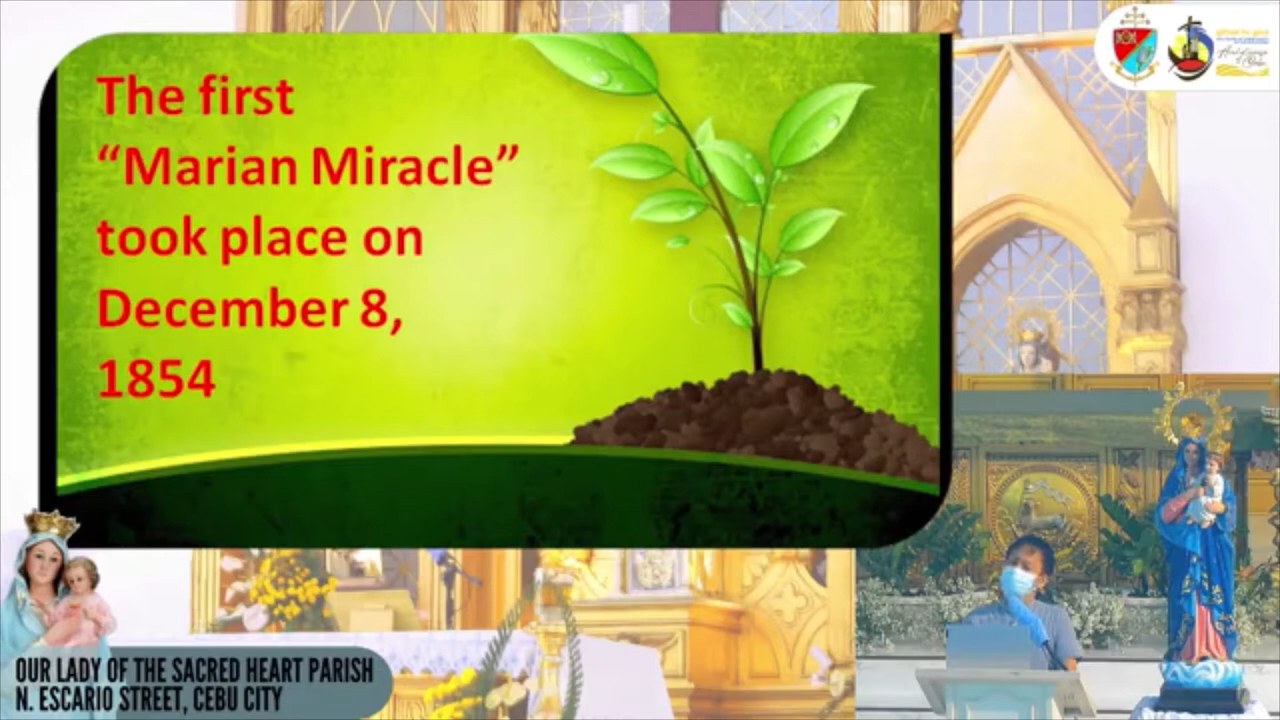 The first
“Marian Miracle”
took place on
December 8,
1854
OUR LADY OF THE SACRED HEART PARISH
N. ESCARIO STREET, CEBU CITY